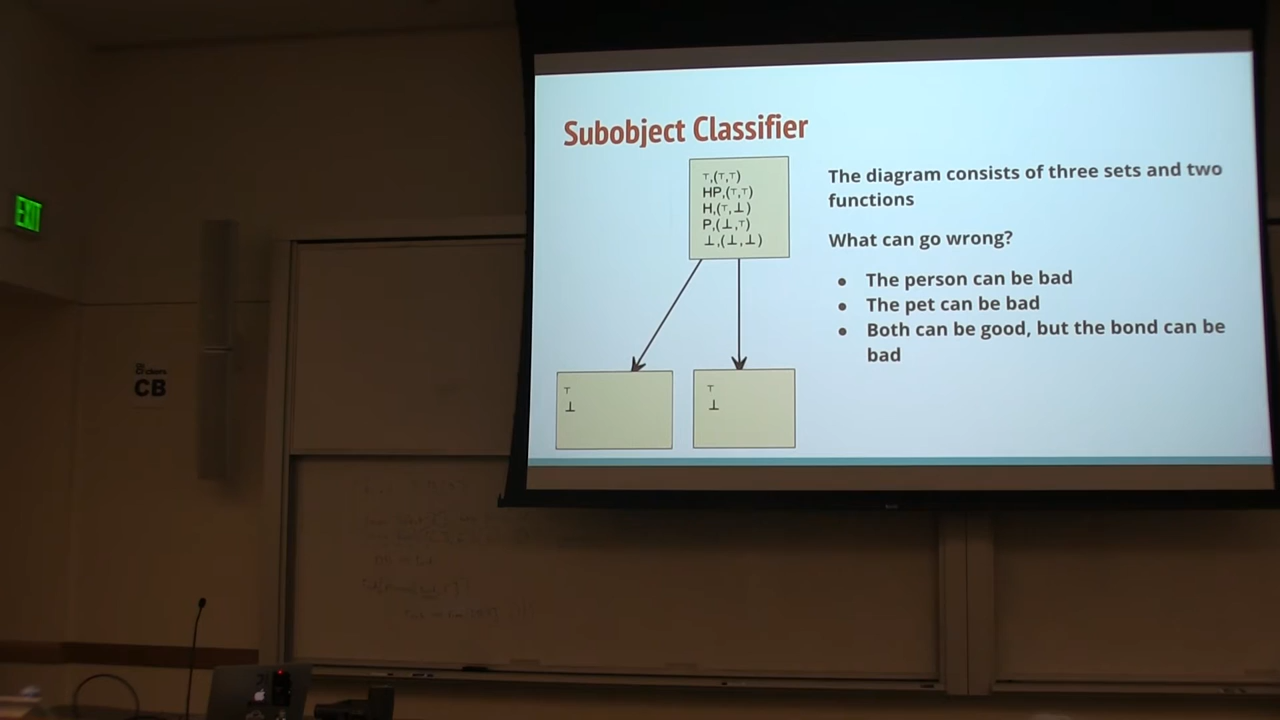 EXIT
CB
Subobject Classifier
⊤,(⊤,⊤)
HP,(⊤,⊤)
H,(⊤,⊥)
P,(⊥,⊤)
⊥,(⊥,⊥)
⊤
⊥
⊤
⊥
The diagram consists of three sets and two
functions
What can go wrong?
● The person can be bad
● The pet can be bad
● Both can be good, but the bond can be
bad